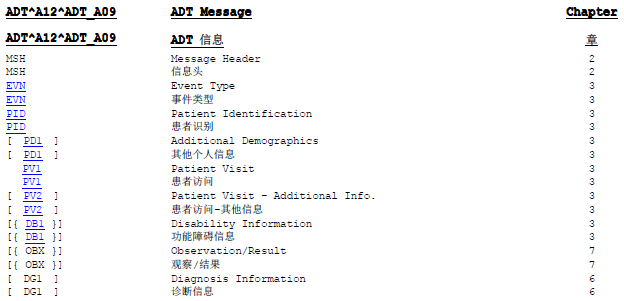 ADT^A12^ADT_A09 ADT Message Chapter
ADT^A12^ADT_A09 ADT 信息 章
MSH Message Header 2
MSH 信息头 2
EVN Event Type 3
EVN 事件类型 3
PID Patient Identification 3
PID 患者识别 3
[ PD1 ] Additional Demographics 3
[ PD1 ] 其他个人信息 3
PV1 Patient Visit 3
PV1 患者访问 3
[ PV2 ] Patient Visit - Additional Info. 3
[ PV2 ] 患者访问-其他信息 3
[{ DB1 }] Disability Information 3
[{ DB1 }] 功能障碍信息 3
[{ OBX }] Observation/Result 7
[{ OBX }] 观察/结果 7
[ DG1 ] Diagnosis Information 6
[ DG1 ] 诊断信息 6